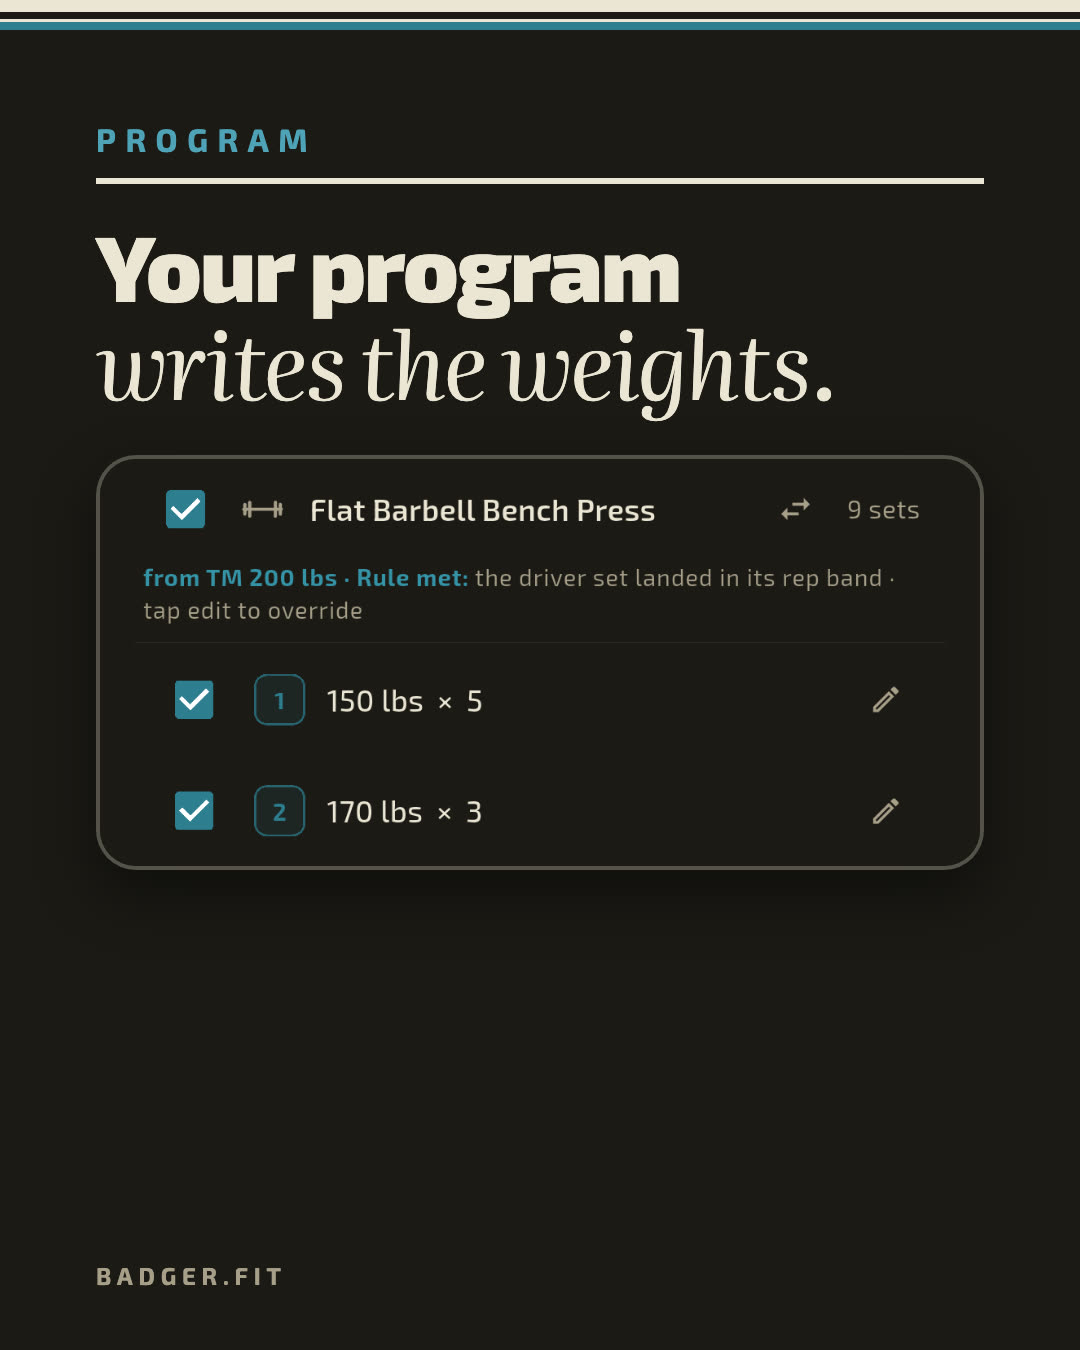 PROGRAM
Your program
writes the weights.
Flat Barbell Bench Press 9 sets
from TM 200 lbs · Rule met: the driver set landed in its rep band ·
tap edit to override
1 150 lbs × 5
2 170 lbs × 3
BADGER.FIT